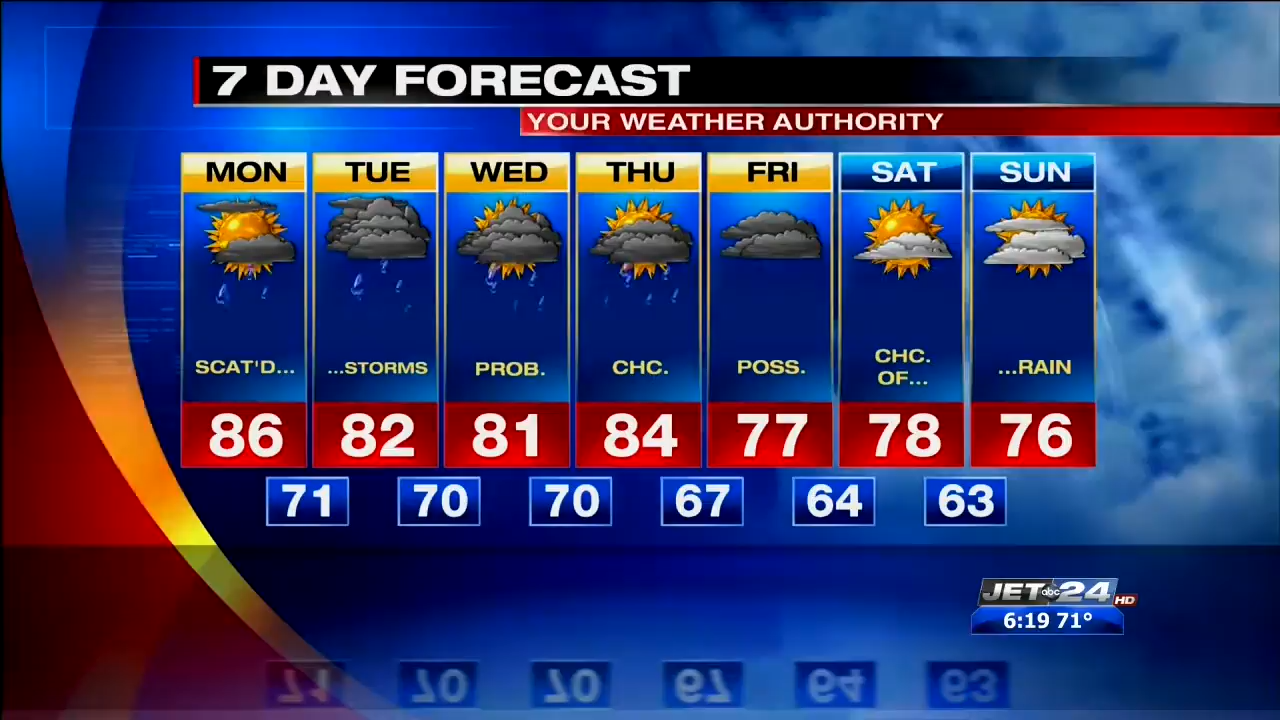 7 DAY FORECAST
YOUR WEATHER AUTHORITY
MON TUE WED THU FRI SAT SUN
SCAT'D... ...STORMS PROB. CHC. POSS. CHC. OF... ...RAIN
86 82 81 84 77 78 76
71 70 70 67 64 63
JET abc 24 HD
6:19 71°